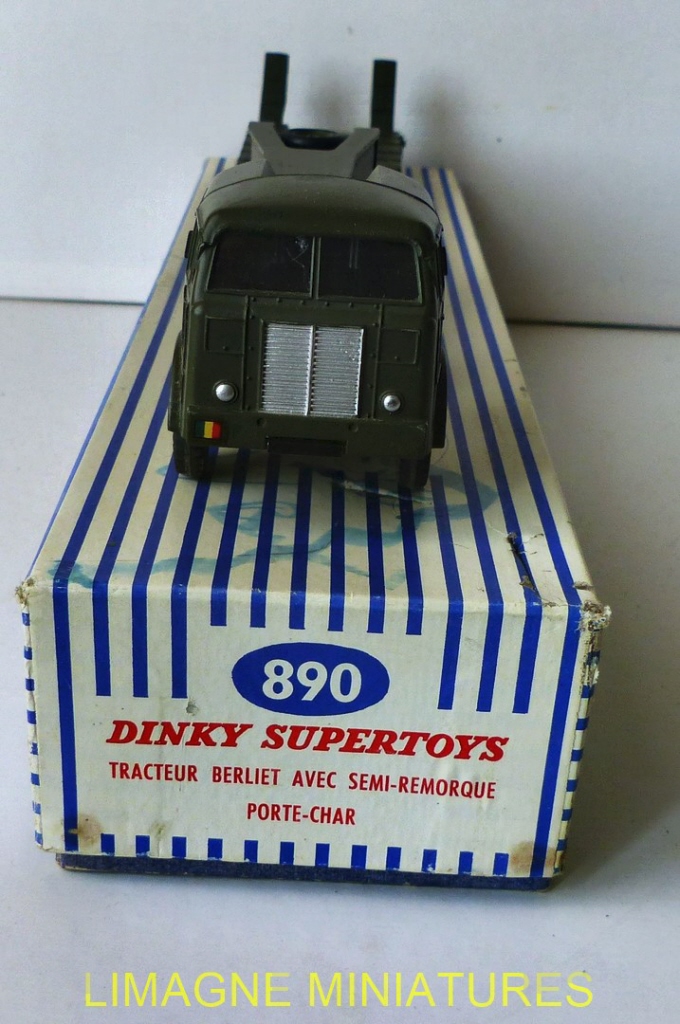 890
DINKY SUPERTOYS
TRACTEUR BERLIET AVEC SEMI-REMORQUE
PORTE-CHAR
LIMAGNE MINIATURES